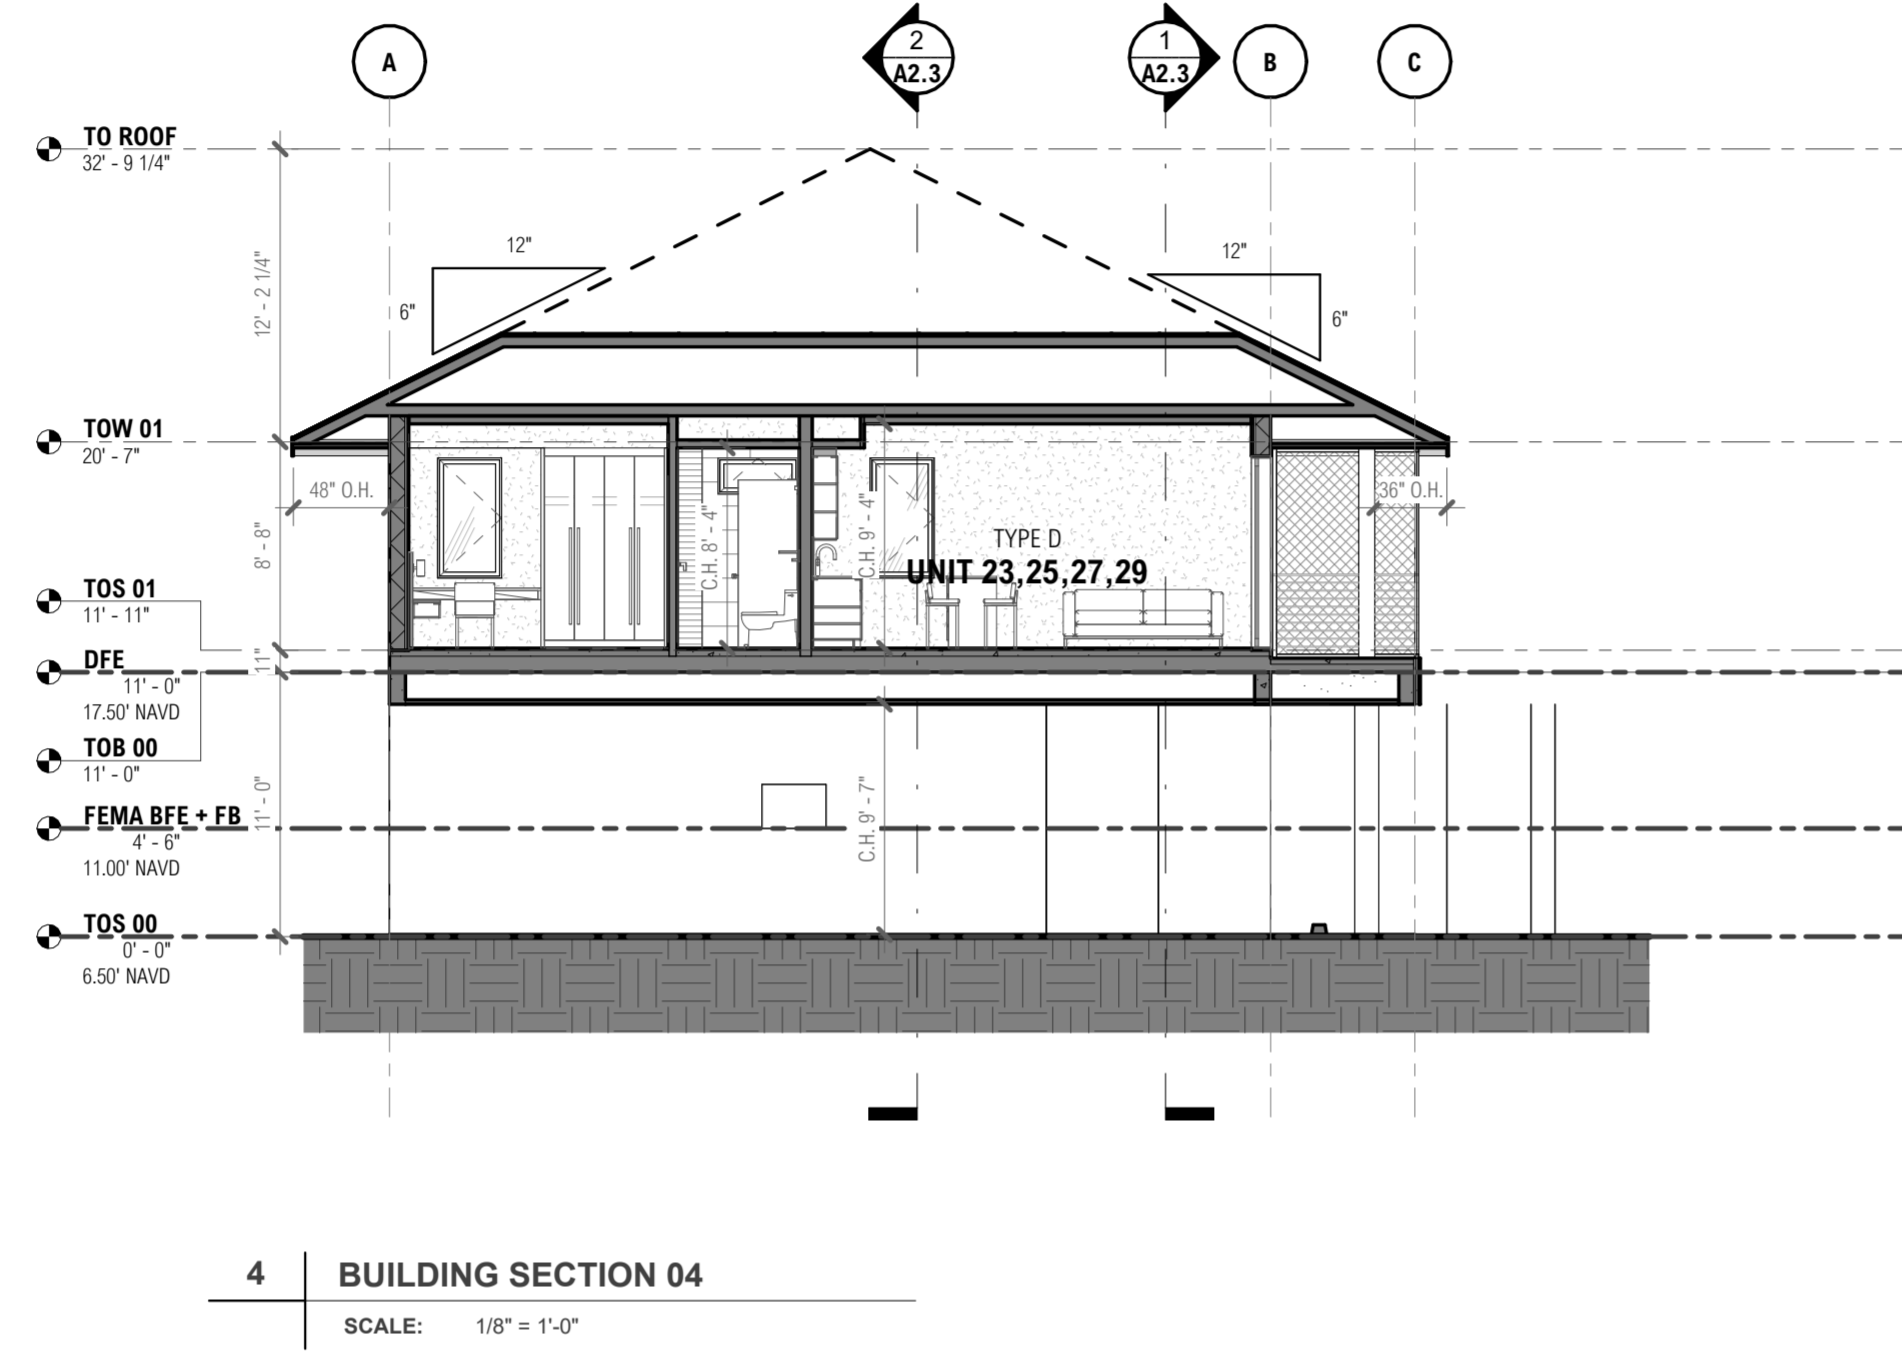 A
2
A2.3
1
A2.3
B
C
TO ROOF
32' - 9 1/4"
12"
6"
12"
6"
12' - 2 1/4"
TOW 01
20' - 7"
48" O.H.
36" O.H.
8' - 8"
C.H. 8' - 4"
C.H. 9' - 4"
TYPE D
UNIT 23,25,27,29
TOS 01
11' - 11"
11"
DFE
11' - 0"
17.50' NAVD
TOB 00
11' - 0"
11' - 0"
C.H. 9' - 7"
FEMA BFE + FB
4' - 6"
11.00' NAVD
TOS 00
0' - 0"
6.50' NAVD
4
BUILDING SECTION 04
SCALE: 1/8" = 1'-0"